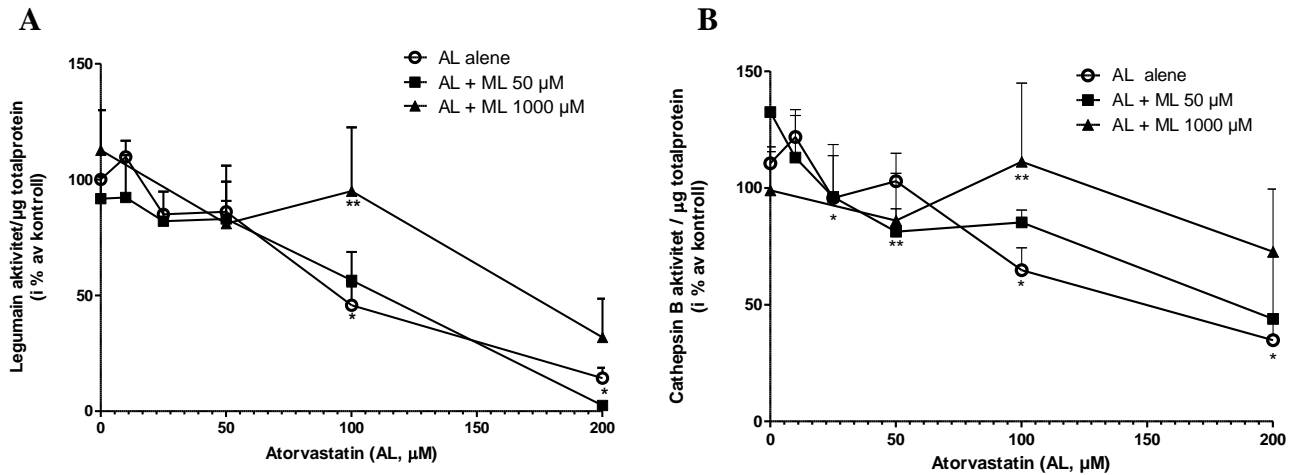 A
Legumain aktivitet/µg totalprotein
(i % av kontroll)
150
100
50
0
AL alene
AL + ML 50 µM
AL + ML 1000 µM
**
*
*
0
50
100
150
200
Atorvastatin (AL, µM)
B
Cathepsin B aktivitet / µg totalprotein
(i % av kontroll)
150
100
50
0
AL alene
AL + ML 50 µM
AL + ML 1000 µM
*
**
**
*
*
0
50
100
150
200
Atorvastatin (AL, µM)